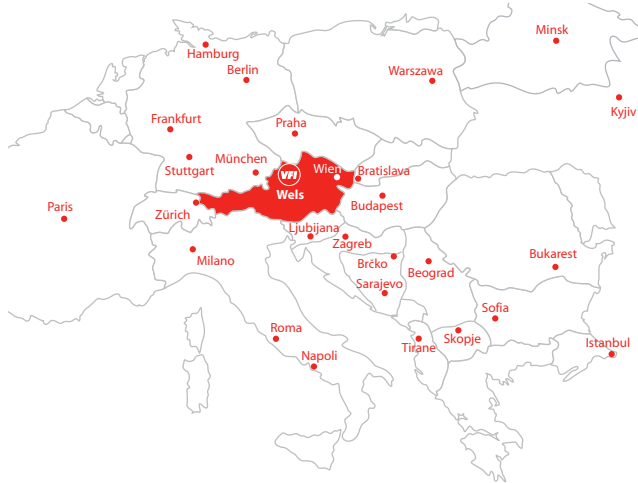 Minsk
Hamburg
Berlin
Warszawa
Kyjiv
Frankfurt
Praha
Stuttgart
München
VFI
Wien
Bratislava
Wels
Paris
Zürich
Budapest
Ljubijana
Zagreb
Milano
Brčko
Beograd
Bukarest
Sarajevo
Sofia
Roma
Tirane
Skopje
Istanbul
Napoli